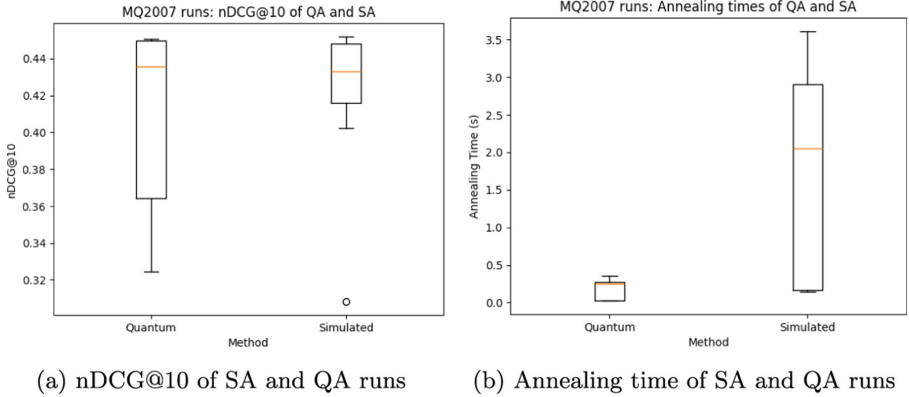 MQ2007 runs: nDCG@10 of QA and SA
0.44
0.42
0.40
0.38
0.36
0.34
0.32
nDCG@10
Quantum
Simulated
Method
(a) nDCG@10 of SA and QA runs
MQ2007 runs: Annealing times of QA and SA
3.5
3.0
2.5
2.0
1.5
1.0
0.5
0.0
Annealing Time (s)
Quantum
Simulated
Method
(b) Annealing time of SA and QA runs